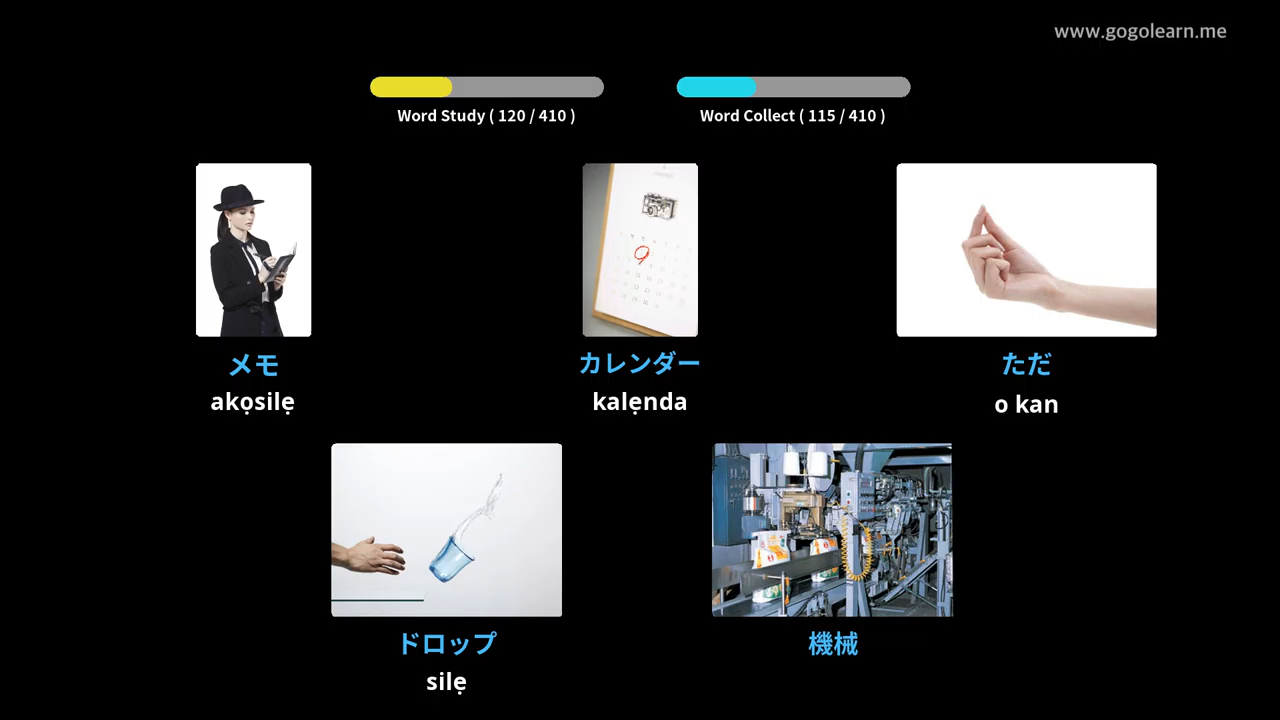 www.gogolearn.me
Word Study ( 120 / 410 )
Word Collect ( 115 / 410 )
メモ
akọsilẹ
カレンダー
kalẹnda
ただ
o kan
ドロップ
silẹ
機械